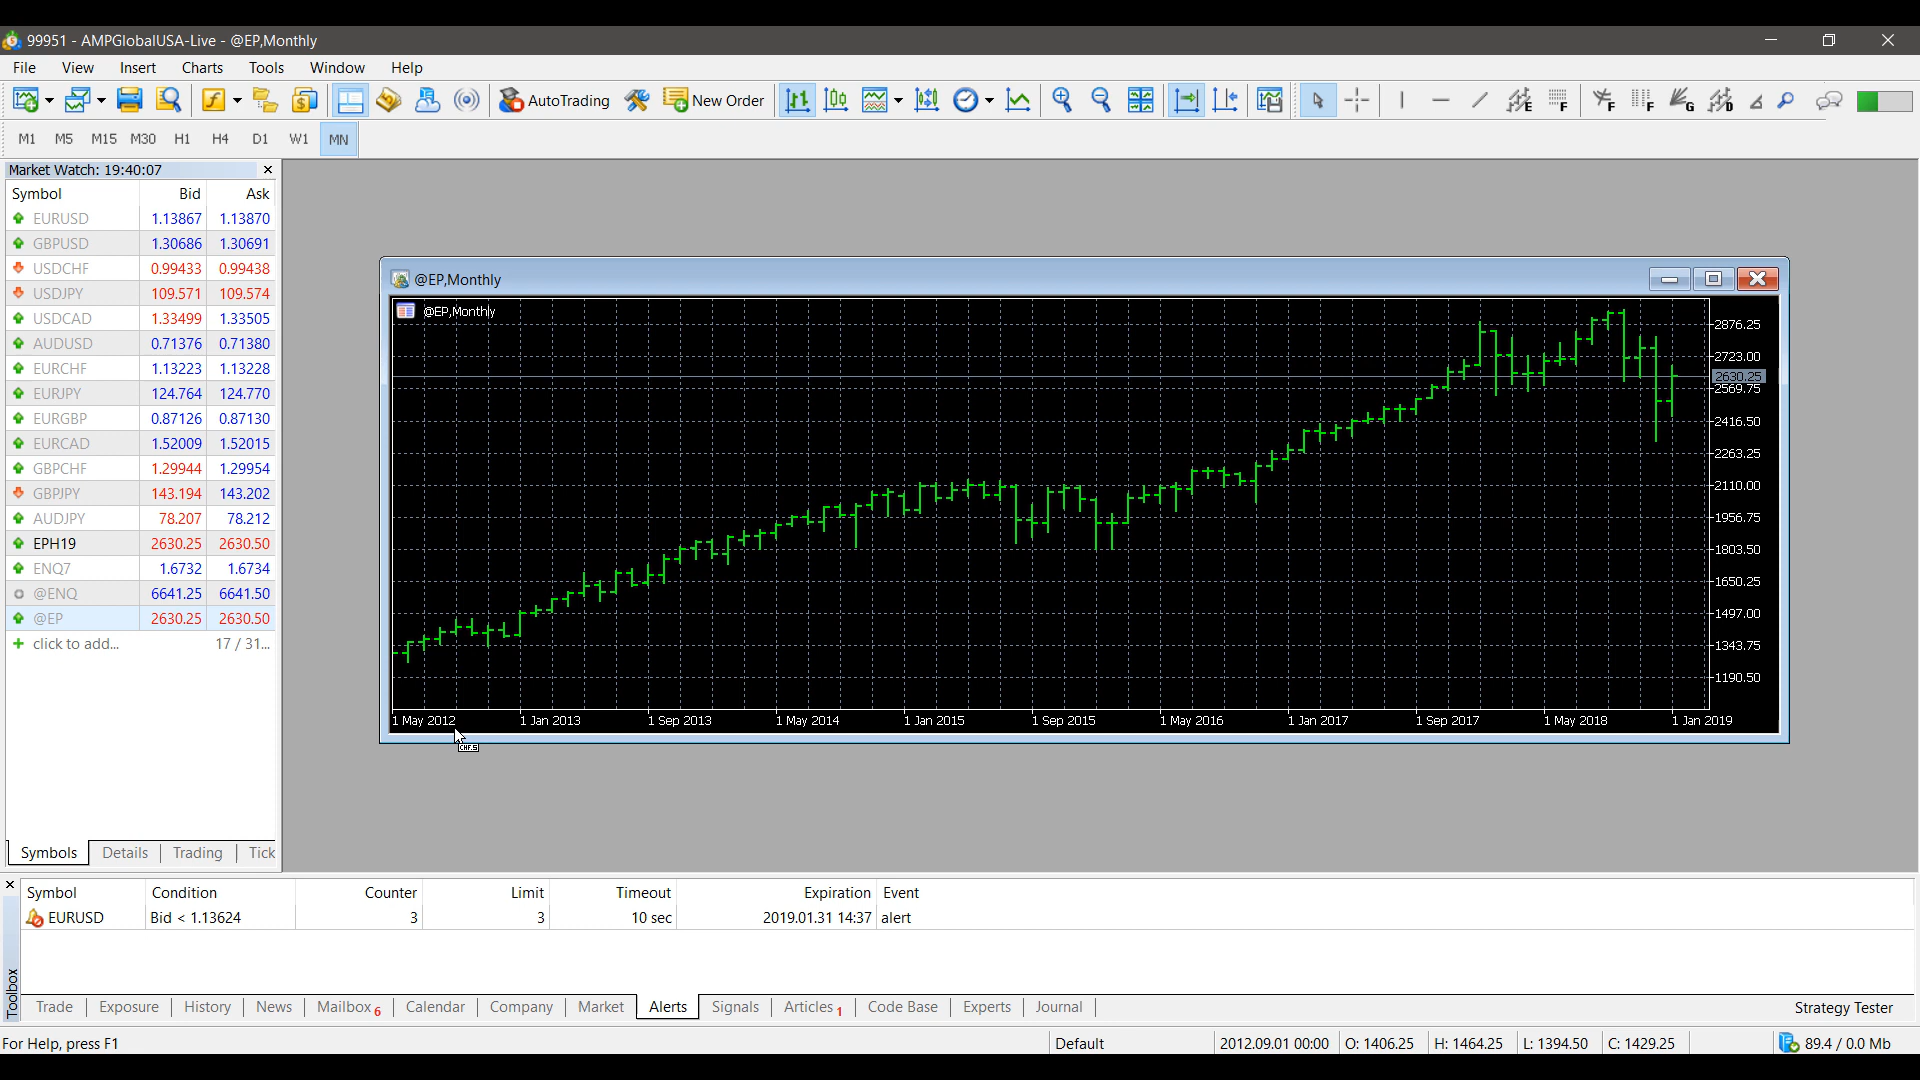 99951 - AMPGlobalUSA-Live - @EP,Monthly
File View Insert Charts Tools Window Help
AutoTrading New Order
M1 M5 M15 M30 H1 H4 D1 W1 MN
Market Watch: 19:40:07
Symbol Bid Ask
EURUSD 1.13867 1.13870
GBPUSD 1.30686 1.30691
USDCHF 0.99433 0.99438
USDJPY 109.571 109.574
USDCAD 1.33499 1.33505
AUDUSD 0.71376 0.71380
EURCHF 1.13223 1.13228
EURJPY 124.764 124.770
EURGBP 0.87126 0.87130
EURCAD 1.52009 1.52015
GBPCHF 1.29944 1.29954
GBPJPY 143.194 143.202
AUDJPY 78.207 78.212
EPH19 2630.25 2630.50
ENQ7 1.6732 1.6734
@ENQ 6641.25 6641.50
@EP 2630.25 2630.50
click to add... 17 / 31...
Symbols Details Trading Tick
@EP,Monthly
@EP,Monthly
2876.25
2723.00
2630.25
2569.75
2416.50
2263.25
2110.00
1956.75
1803.50
1650.25
1497.00
1343.75
1190.50
1 May 2012 1 Jan 2013 1 Sep 2013 1 May 2014 1 Jan 2015 1 Sep 2015 1 May 2016 1 Jan 2017 1 Sep 2017 1 May 2018 1 Jan 2019
Symbol Condition Counter Limit Timeout Expiration Event
EURUSD Bid < 1.13624 3 3 10 sec 2019.01.31 14:37 alert
Toolbox
Trade Exposure History News Mailbox 6 Calendar Company Market Alerts Signals Articles 1 Code Base Experts Journal Strategy Tester
For Help, press F1 Default 2012.09.01 00:00 O: 1406.25 H: 1464.25 L: 1394.50 C: 1429.25 89.4 / 0.0 Mb